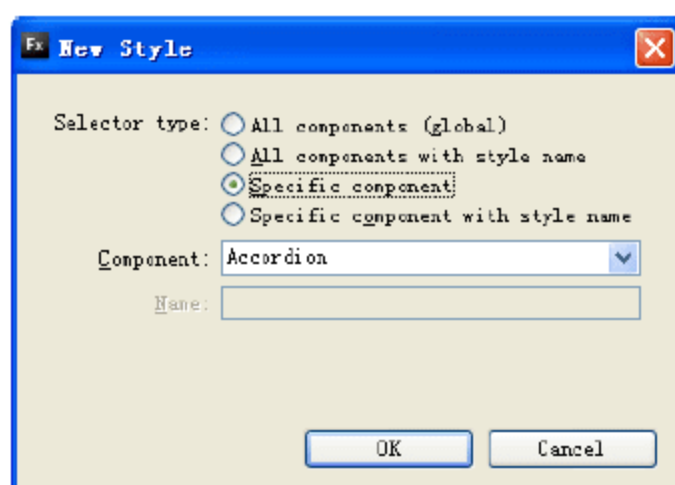 Fx New Style
Selector type: All components (global)
All components with style name
Specific component
Specific component with style name
Component: Accordion
Name:
OK Cancel